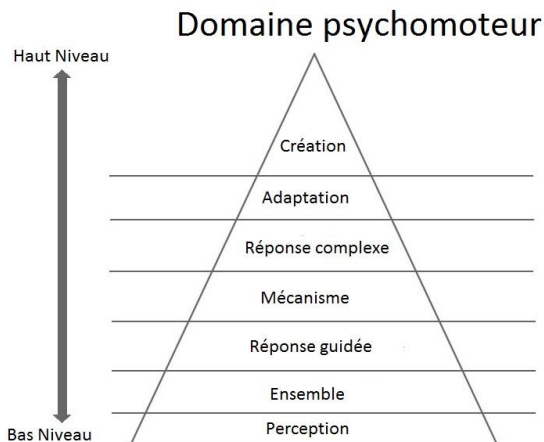 Domaine psychomoteur
Haut Niveau
Création
Adaptation
Réponse complexe
Mécanisme
Réponse guidée
Ensemble
Perception
Bas Niveau